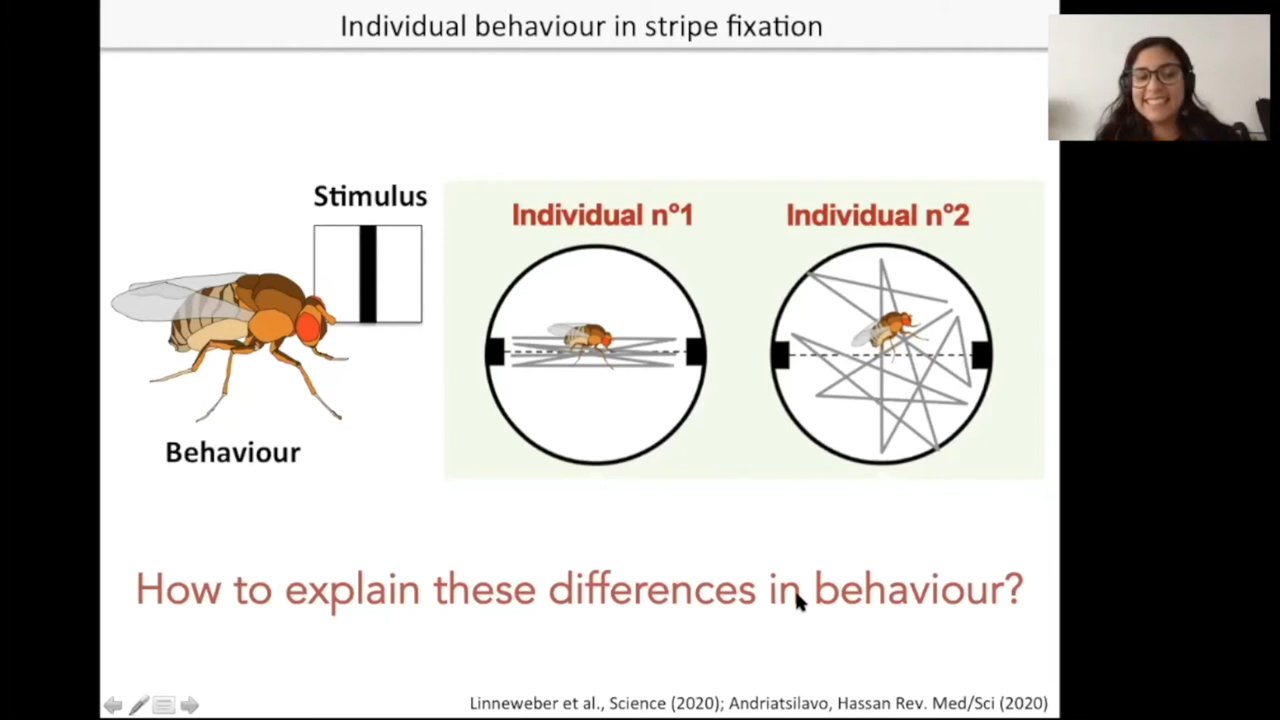 Individual behaviour in stripe fixation
Stimulus
Individual n°1
Individual n°2
Behaviour
How to explain these differences in behaviour?
Linneweber et al., Science (2020); Andriatsilavo, Hassan Rev. Med/Sci (2020)